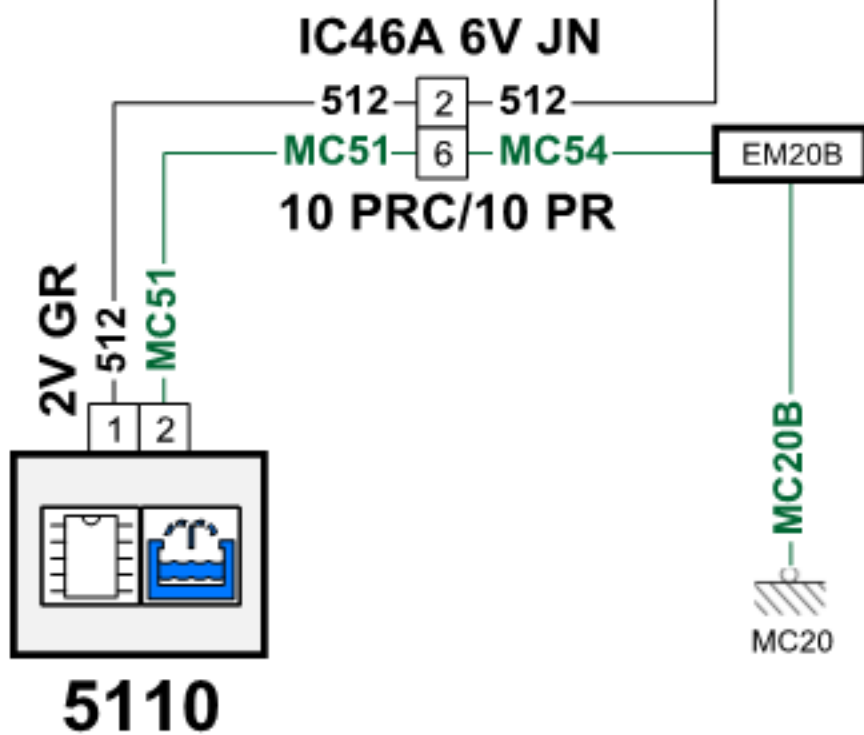 IC46A 6V JN
512 2 512
MC51 6 MC54
EM20B
10 PRC/10 PR
2V GR
512
MC51
1 2
MC20B
MC20
5110